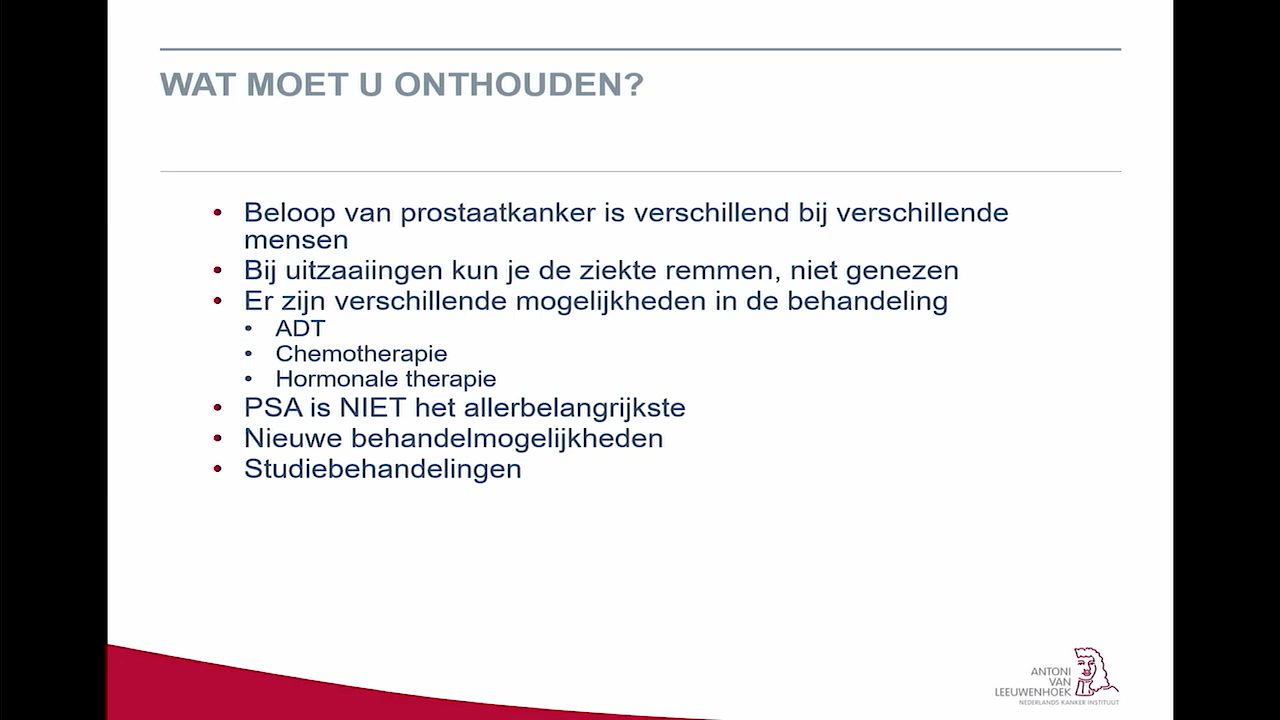 WAT MOET U ONTHOUDEN?
• Beloop van prostaatkanker is verschillend bij verschillende
mensen
• Bij uitzaaiingen kun je de ziekte remmen, niet genezen
• Er zijn verschillende mogelijkheden in de behandeling
• ADT
• Chemotherapie
• Hormonale therapie
• PSA is NIET het allerbelangrijkste
• Nieuwe behandelmogelijkheden
• Studiebehandelingen
ANTONI
VAN
LEEUWENHOEK
NEDERLANDS KANKER INSTITUUT